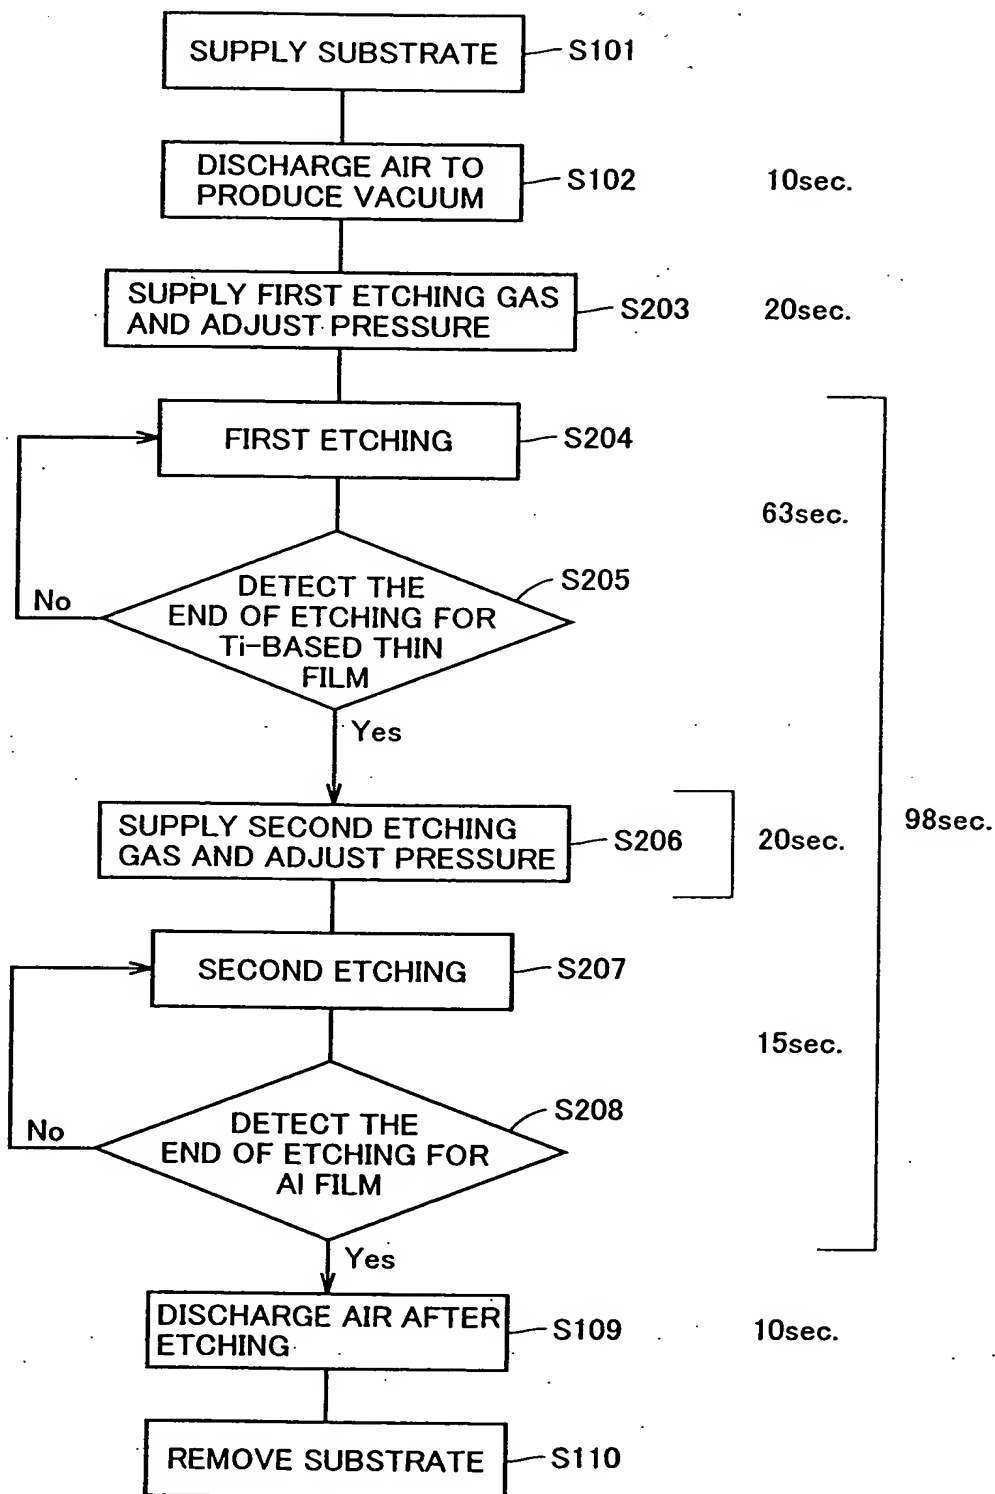 SUPPLY SUBSTRATE
S101
DISCHARGE AIR TO
PRODUCE VACUUM
S102
10sec.
SUPPLY FIRST ETCHING GAS
AND ADJUST PRESSURE
S203
20sec.
FIRST ETCHING
S204
63sec.
DETECT THE
END OF ETCHING FOR
Ti-BASED THIN
FILM
S205
No
Yes
SUPPLY SECOND ETCHING
GAS AND ADJUST PRESSURE
S206
20sec.
98sec.
SECOND ETCHING
S207
15sec.
DETECT THE
END OF ETCHING FOR
Al FILM
S208
No
Yes
DISCHARGE AIR AFTER
ETCHING
S109
10sec.
REMOVE SUBSTRATE
S110